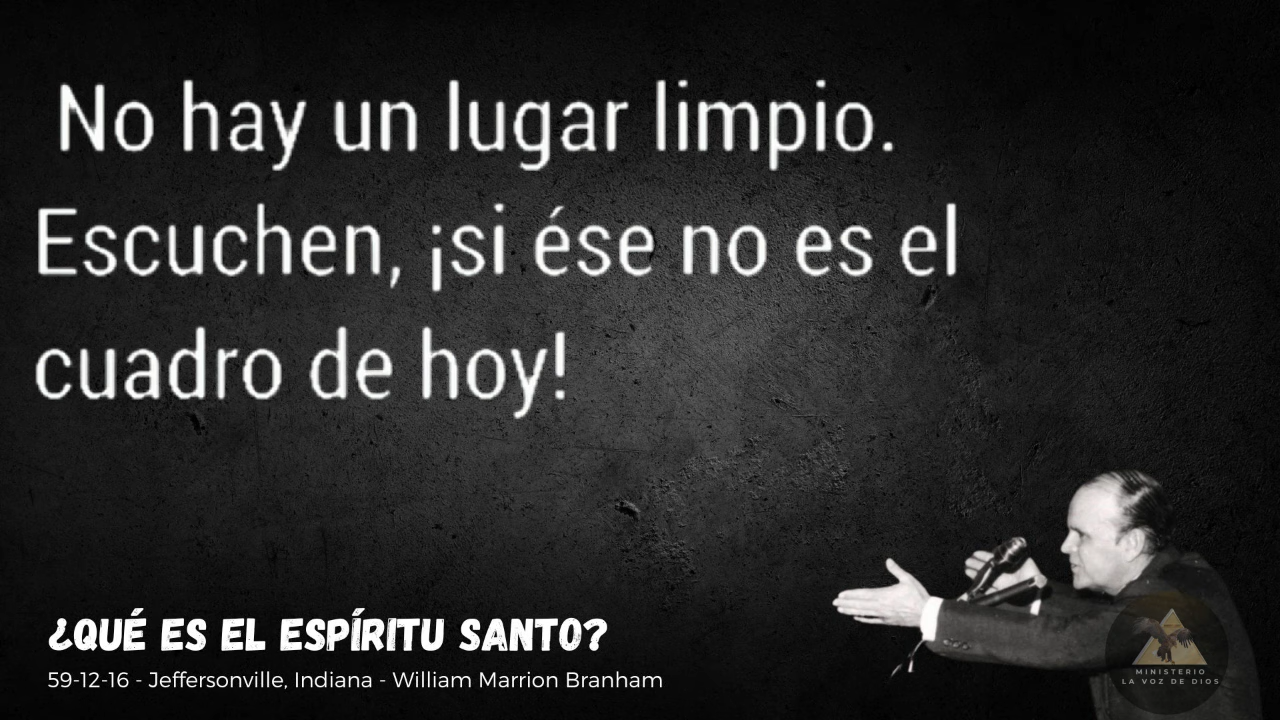 No hay un lugar limpio.
Escuchen, ¡si ése no es el
cuadro de hoy!
¿QUÉ ES EL ESPÍRITU SANTO?
59-12-16 - Jeffersonville, Indiana - William Marrion Branham
MINISTERIO
LA VOZ DE DIOS